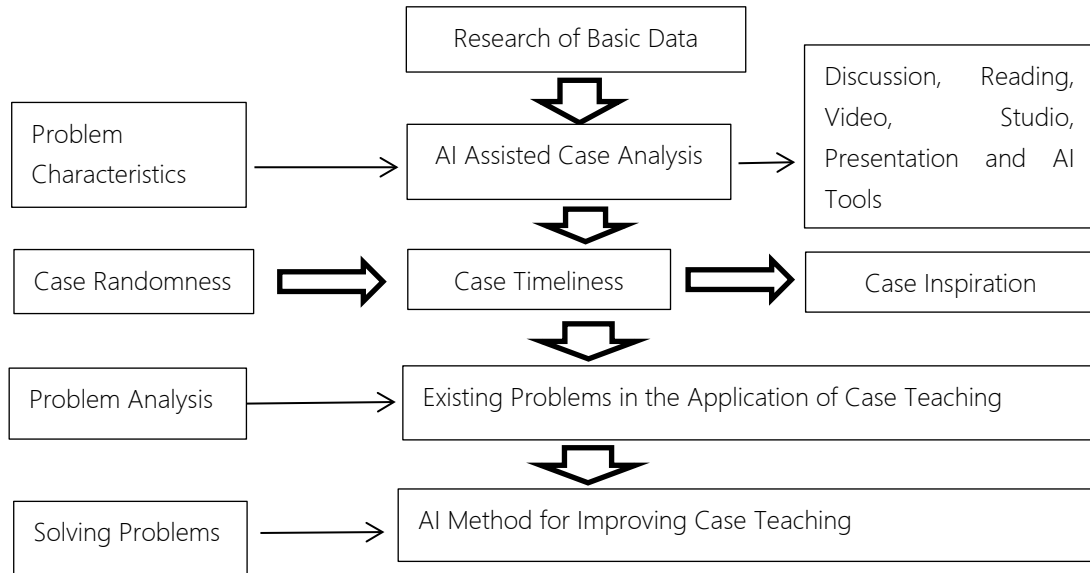 Research of Basic Data
Discussion, Reading,
Video, Studio,
Presentation and AI
Tools
Problem
Characteristics
AI Assisted Case Analysis
Case Randomness
Case Timeliness
Case Inspiration
Problem Analysis
Existing Problems in the Application of Case Teaching
Solving Problems
AI Method for Improving Case Teaching